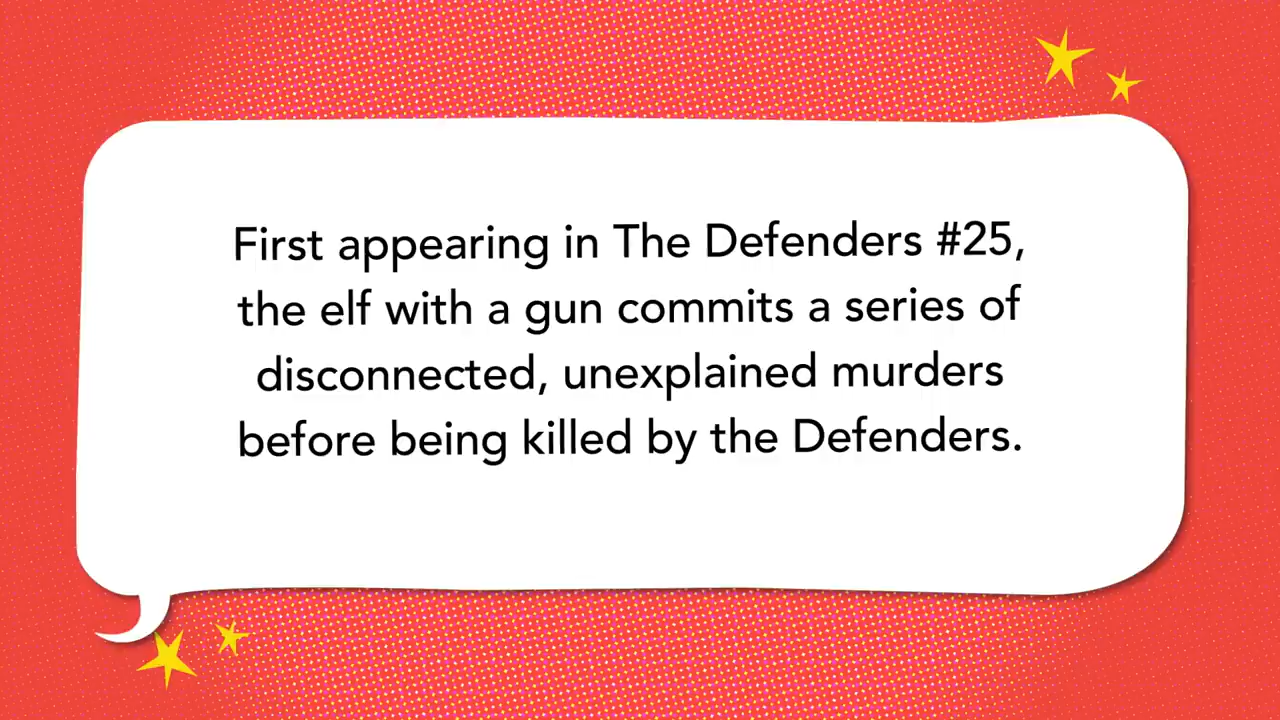 First appearing in The Defenders #25,
the elf with a gun commits a series of
disconnected, unexplained murders
before being killed by the Defenders.